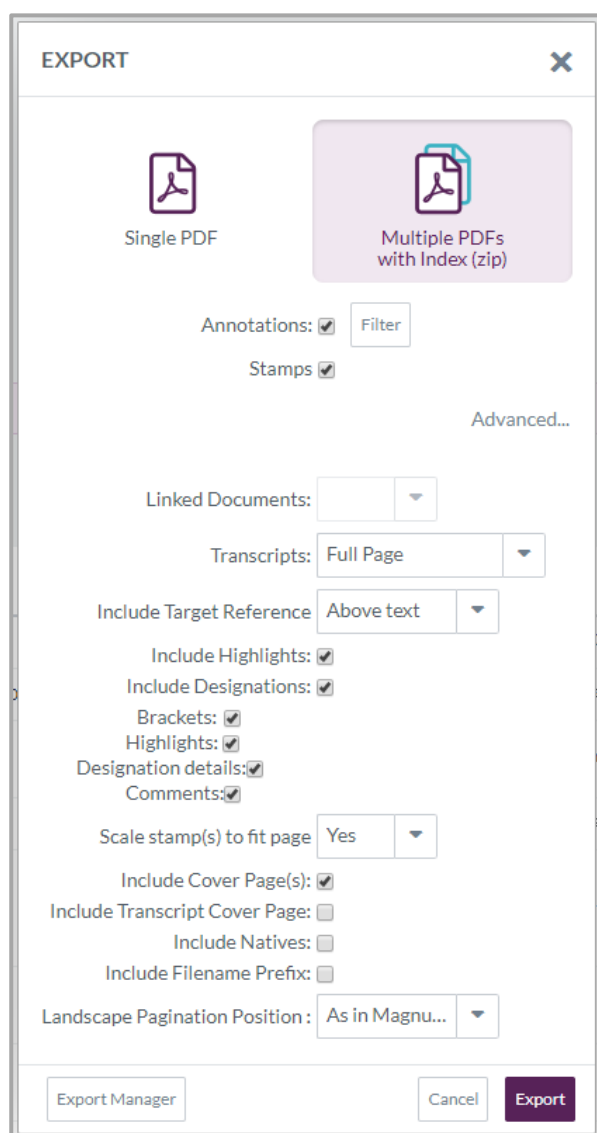 EXPORT
Single PDF
Multiple PDFs
with Index (zip)
Annotations:
Filter
Stamps
Advanced...
Linked Documents:
Transcripts: Full Page
Include Target Reference Above text
Include Highlights:
Include Designations:
Brackets:
Highlights:
Designation details:
Comments:
Scale stamp(s) to fit page Yes
Include Cover Page(s):
Include Transcript Cover Page:
Include Natives:
Include Filename Prefix:
Landscape Pagination Position : As in Magnu...
Export Manager
Cancel
Export